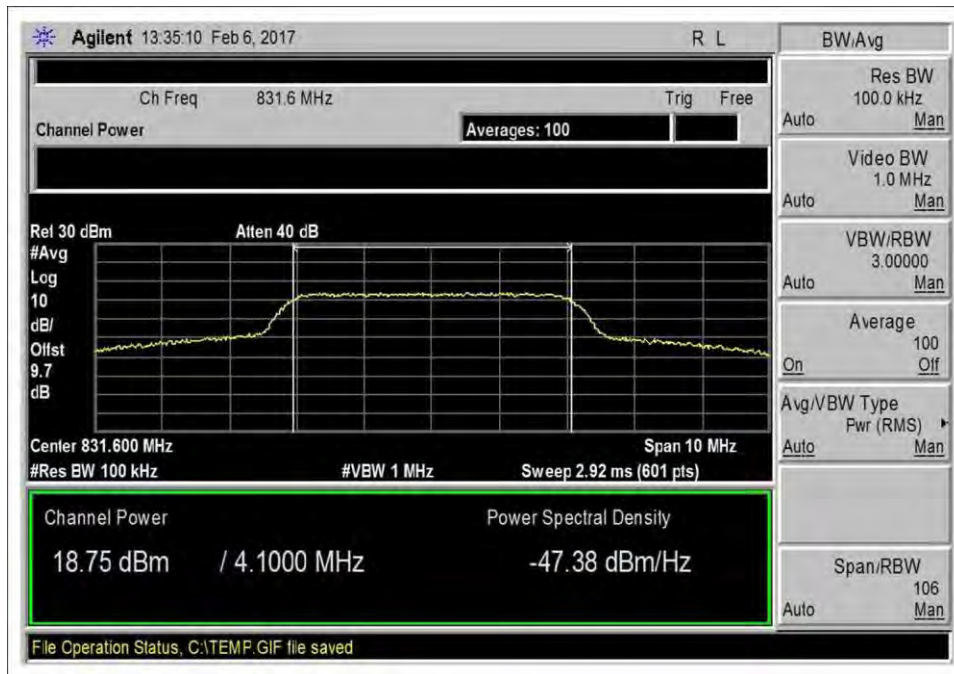 Agilent 13:35:10 Feb 6, 2017 R L
Ch Freq 831.6 MHz Trig Free
Channel Power Averages: 100
Ref 30 dBm Atten 40 dB
#Avg
Log
10
dB/
Offst
9.7
dB
Center 831.600 MHz Span 10 MHz
#Res BW 100 kHz #VBW 1 MHz Sweep 2.92 ms (601 pts)
Channel Power Power Spectral Density
18.75 dBm / 4.1000 MHz -47.38 dBm/Hz
File Operation Status, C:\TEMP.GIF file saved
BW/Avg
Res BW
100.0 kHz
Auto Man
Video BW
1.0 MHz
Auto Man
VBW/RBW
3.00000
Auto Man
Average
100
On Off
Avg/VBW Type
Pwr (RMS)
Auto Man
Span/RBW
106
Auto Man